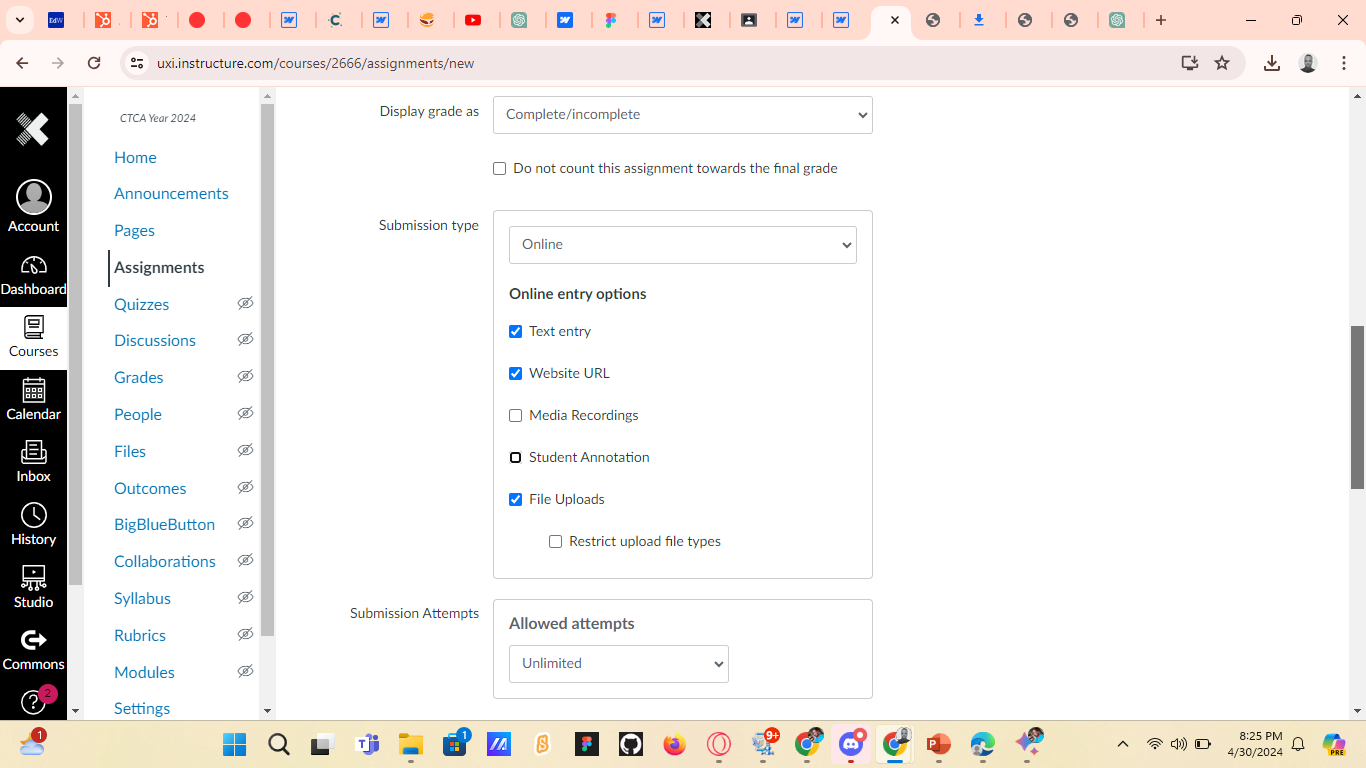 EdW
uxi.instructure.com/courses/2666/assignments/new
CTCA Year 2024
Home
Announcements
Pages
Assignments
Quizzes
Discussions
Grades
People
Files
Outcomes
BigBlueButton
Collaborations
Syllabus
Rubrics
Modules
Settings
Account
Dashboard
Courses
Calendar
Inbox
History
Studio
Commons
2
Display grade as
Complete/incomplete
Do not count this assignment towards the final grade
Submission type
Online
Online entry options
Text entry
Website URL
Media Recordings
Student Annotation
File Uploads
Restrict upload file types
Submission Attempts
Allowed attempts
Unlimited
1
1
9+
8:25 PM
4/30/2024
PRE